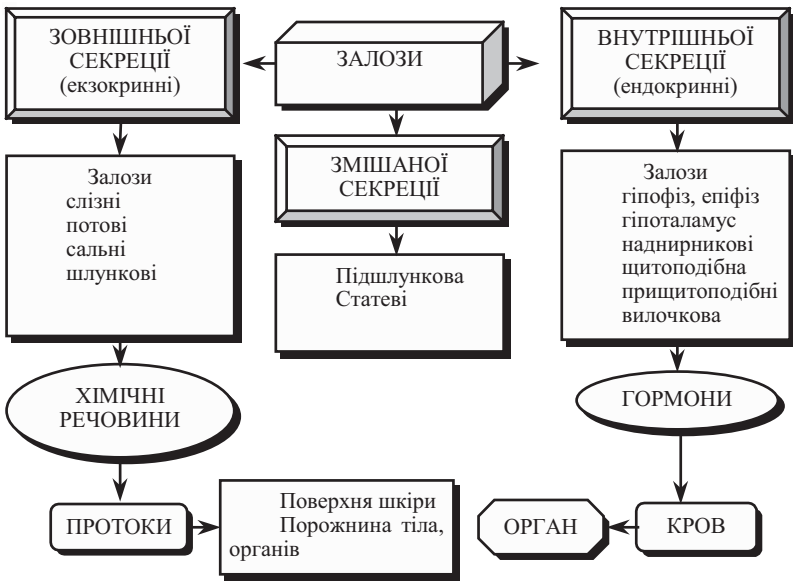 ЗОВНІШНЬОЇ
СЕКРЕЦІЇ
(екзокринні)
ЗАЛОЗИ
ВНУТРІШНЬОЇ
СЕКРЕЦІЇ
(ендокринні)
ЗМІШАНОЇ
СЕКРЕЦІЇ
Залози
слізні
потові
сальні
шлункові
Підшлункова
Статеві
Залози
гіпофіз, епіфіз
гіпоталамус
наднирникові
щитоподібна
прищитоподібні
вилочкова
ХІМІЧНІ
РЕЧОВИНИ
ГОРМОНИ
ПРОТОКИ
Поверхня шкіри
Порожнина тіла,
органів
ОРГАН
КРОВ